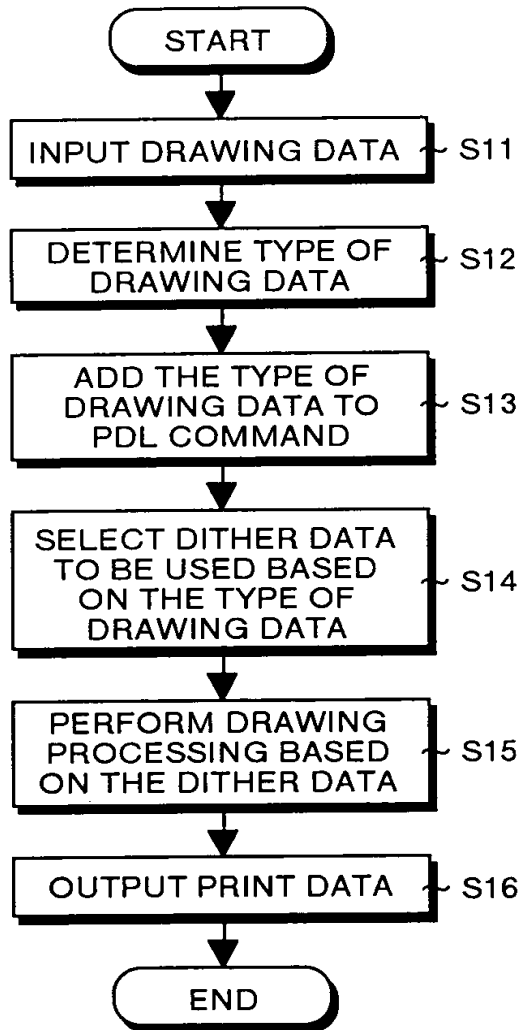 START
INPUT DRAWING DATA
S11
DETERMINE TYPE OF
DRAWING DATA
S12
ADD THE TYPE OF
DRAWING DATA TO
PDL COMMAND
S13
SELECT DITHER DATA
TO BE USED BASED
ON THE TYPE OF
DRAWING DATA
S14
PERFORM DRAWING
PROCESSING BASED
ON THE DITHER DATA
S15
OUTPUT PRINT DATA
S16
END